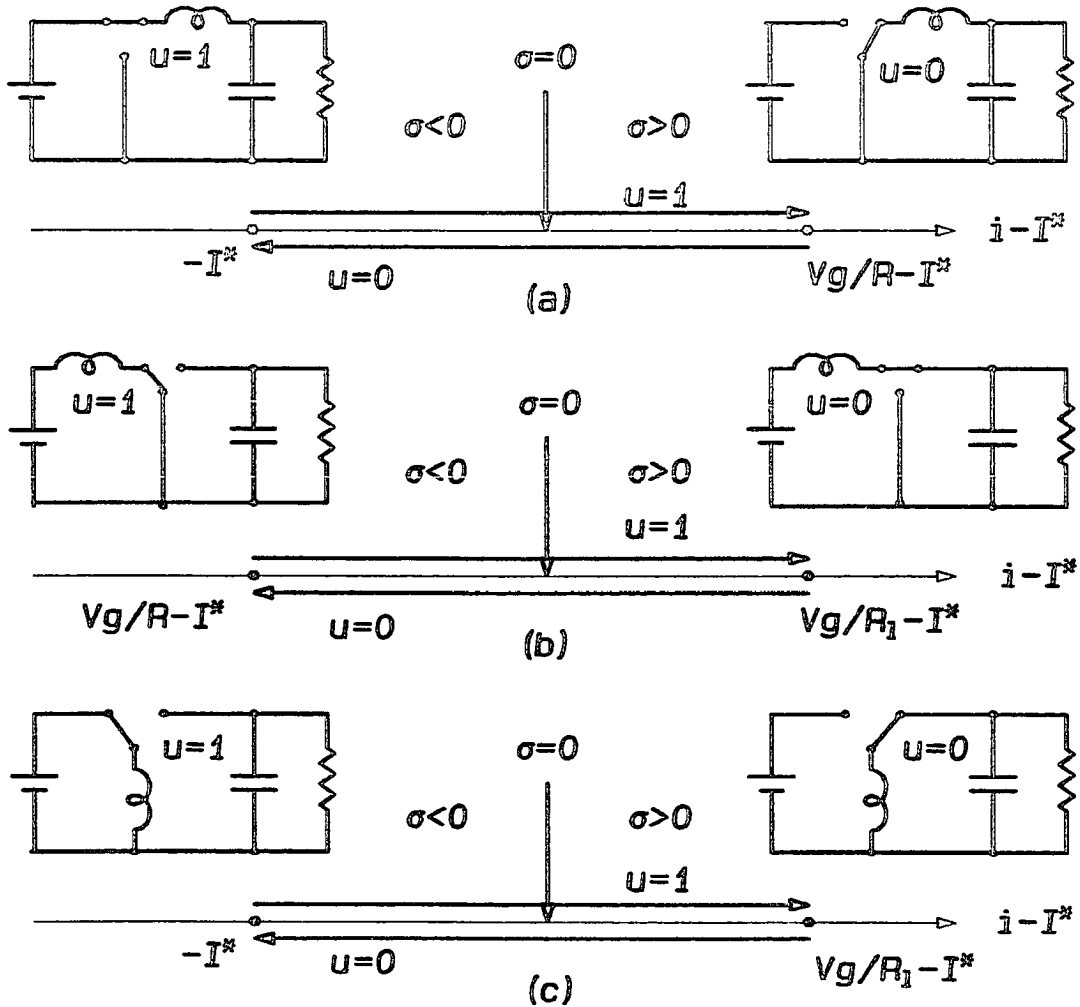 u=1
σ=0
u=0
σ<0
σ>0
u=1
i-I*
-I*
u=0
Vg/R-I*
(a)
u=1
σ=0
u=0
σ<0
σ>0
u=1
i-I*
Vg/R-I*
u=0
Vg/R₁-I*
(b)
u=1
σ=0
u=0
σ<0
σ>0
u=1
i-I*
-I*
u=0
Vg/R₁-I*
(c)